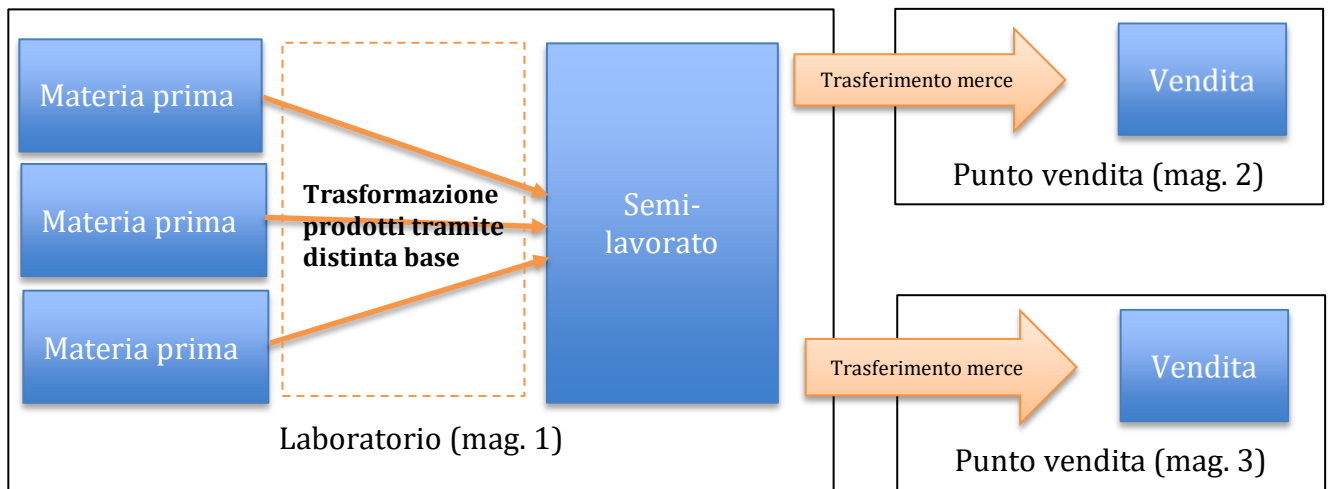 Materia prima
Materia prima
Materia prima
Trasformazione
prodotti tramite
distinta base
Semi-
lavorato
Laboratorio (mag. 1)
Trasferimento merce
Vendita
Punto vendita (mag. 2)
Trasferimento merce
Vendita
Punto vendita (mag. 3)